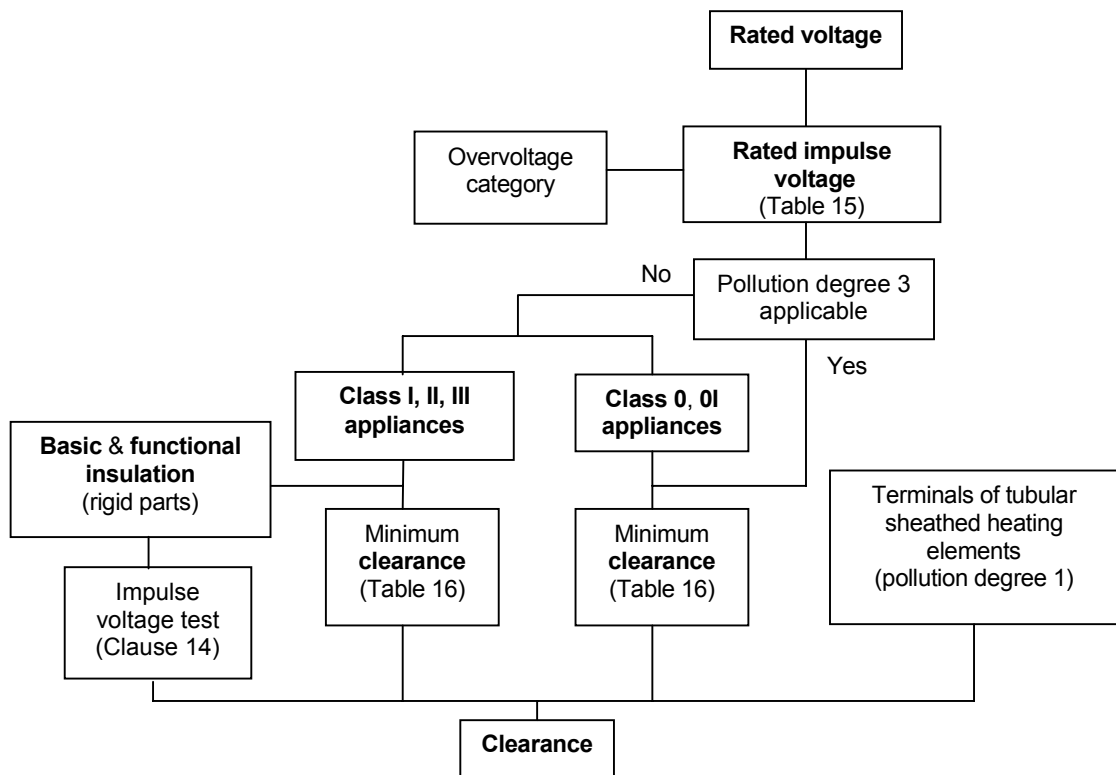 Rated voltage
Overvoltage
category
Rated impulse
voltage
(Table 15)
No
Pollution degree 3
applicable
Yes
Class I, II, III
appliances
Class 0, 0I
appliances
Basic & functional
insulation
(rigid parts)
Terminals of tubular
sheathed heating
elements
(pollution degree 1)
Minimum
clearance
(Table 16)
Minimum
clearance
(Table 16)
Impulse
voltage test
(Clause 14)
Clearance